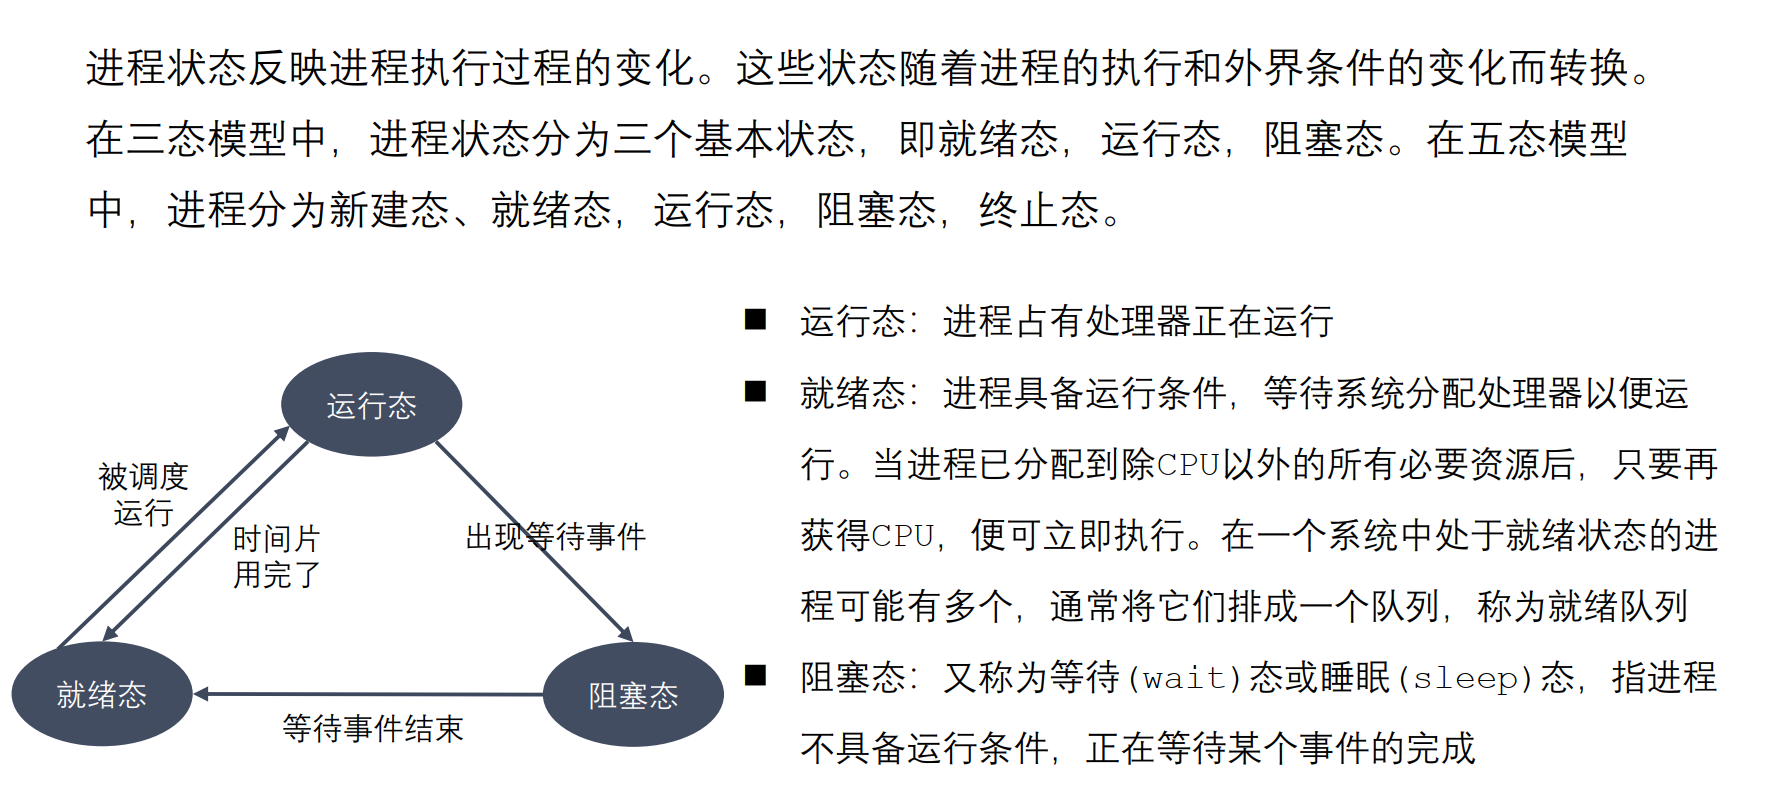 进程状态反映进程执行过程的变化。这些状态随着进程的执行和外界条件的变化而转换。
在三态模型中，进程状态分为三个基本状态，即就绪态，运行态，阻塞态。在五态模型
中，进程分为新建态、就绪态，运行态，阻塞态，终止态。
运行态
被调度
运行
时间片
用完了
出现等待事件
就绪态
阻塞态
等待事件结束
■ 运行态：进程占有处理器正在运行
■ 就绪态：进程具备运行条件，等待系统分配处理器以便运
行。当进程已分配到除CPU以外的所有必要资源后，只要再
获得CPU，便可立即执行。在一个系统中处于就绪状态的进
程可能有多个，通常将它们排成一个队列，称为就绪队列
■ 阻塞态：又称为等待(wait)态或睡眠(sleep)态，指进程
不具备运行条件，正在等待某个事件的完成